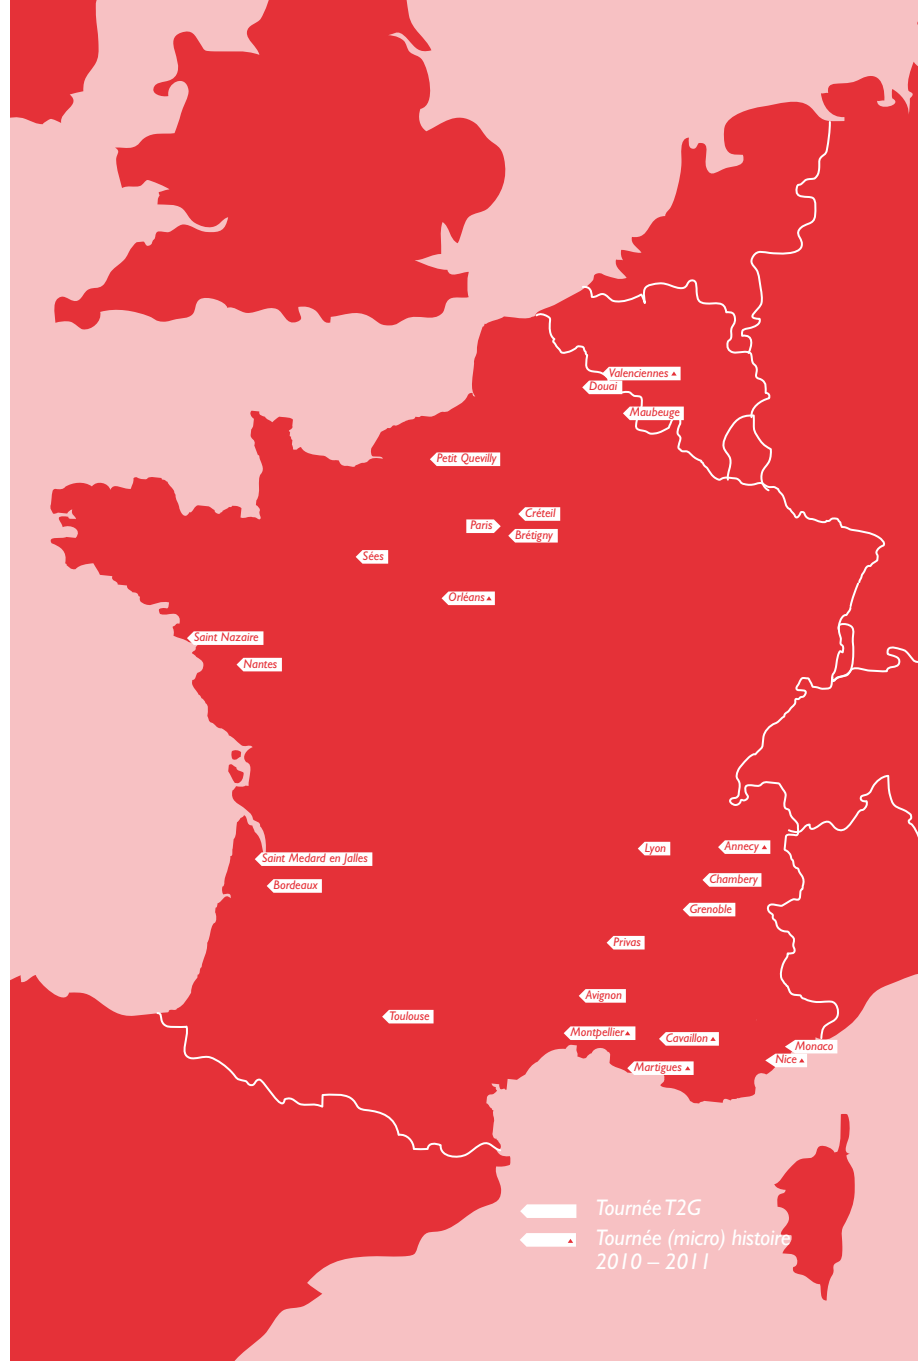 Valenciennes ▲
Douai
Maubeuge
Petit Quevilly
Créteil
Paris
Brétigny
Sées
Orléans ▲
Saint Nazaire
Nantes
Lyon
Annecy ▲
Saint Medard en Jalles
Chambery
Bordeaux
Grenoble
Privas
Avignon
Toulouse
Montpellier ▲
Cavaillon ▲
Monaco
Nice ▲
Martigues ▲
Tournée T2G
▲ Tournée (micro) histoire
2010 – 2011